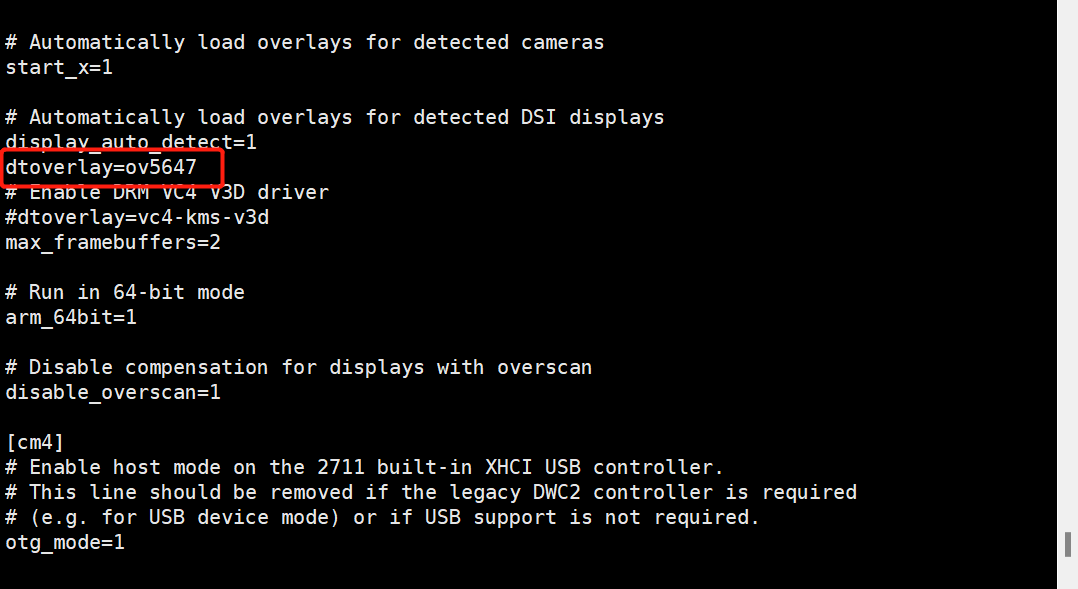 # Automatically load overlays for detected cameras
start_x=1
# Automatically load overlays for detected DSI displays
display_auto_detect=1
dtoverlay=ov5647
# Enable DRM VC4 V3D driver
#dtoverlay=vc4-kms-v3d
max_framebuffers=2
# Run in 64-bit mode
arm_64bit=1
# Disable compensation for displays with overscan
disable_overscan=1
[cm4]
# Enable host mode on the 2711 built-in XHCI USB controller.
# This line should be removed if the legacy DWC2 controller is required
# (e.g. for USB device mode) or if USB support is not required.
otg_mode=1